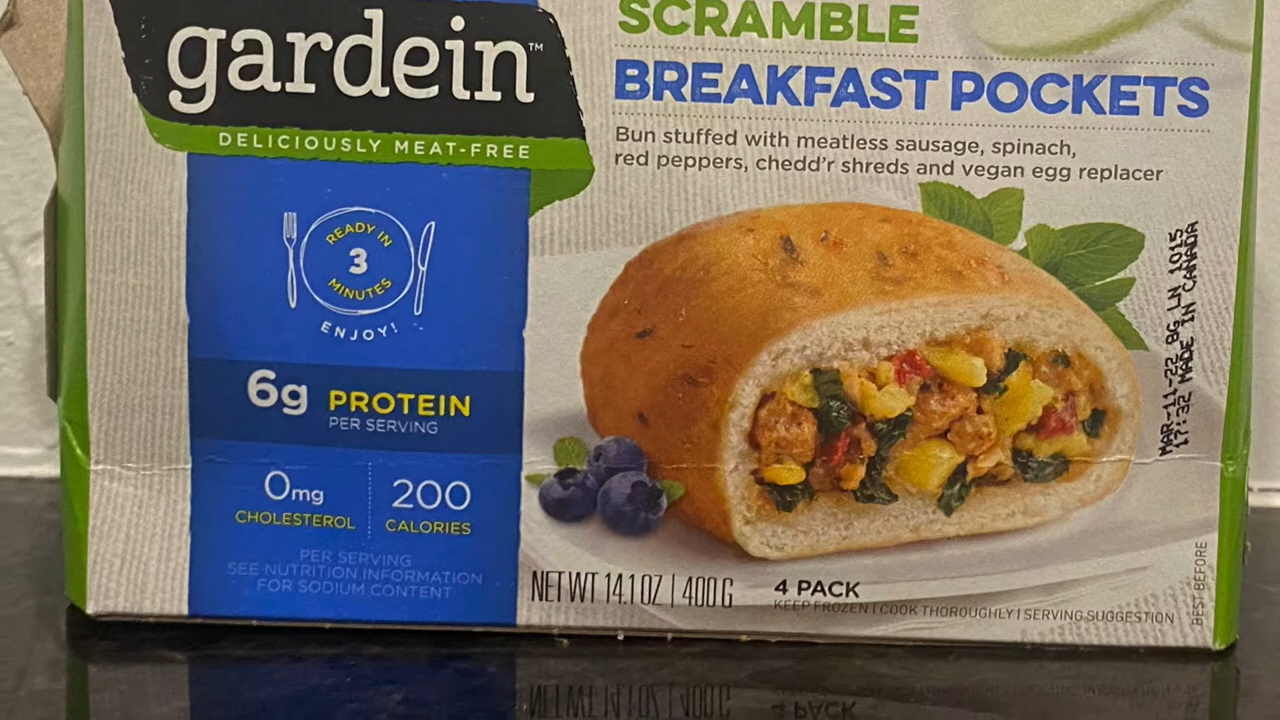 gardein™
DELICIOUSLY MEAT-FREE
SCRAMBLE
BREAKFAST POCKETS
Bun stuffed with meatless sausage, spinach,
red peppers, chedd'r shreds and vegan egg replacer
READY IN
3
MINUTES
ENJOY!
6g PROTEIN
PER SERVING
0mg
CHOLESTEROL
200
CALORIES
PER SERVING
SEE NUTRITION INFORMATION
FOR SODIUM CONTENT
NET WT 14.1 OZ | 400 G
4 PACK
KEEP FROZEN | COOK THOROUGHLY | SERVING SUGGESTION
MAR-11-22 BG LN 1015
17:32 MADE IN CANADA
BEST BEFORE